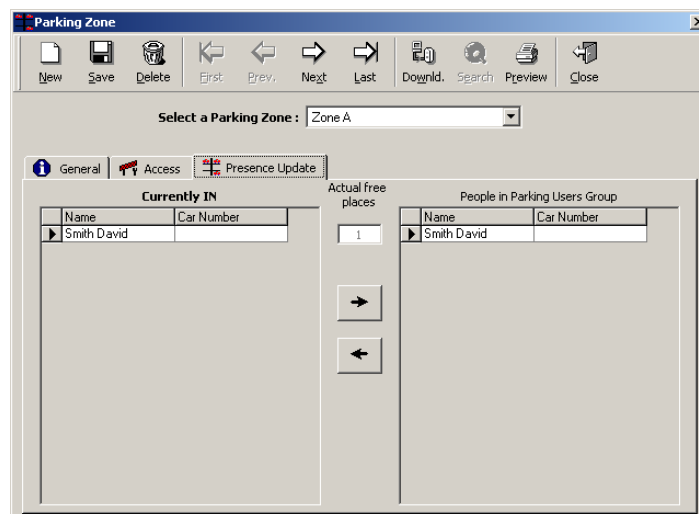 Parking Zone
New Save Delete First Prev. Next Last Downld. Search Preview Close
Select a Parking Zone : Zone A
General Access Presence Update
Currently IN
Actual free
places
People in Parking Users Group
Name Car Number
Name Car Number
Smith David
1
Smith David